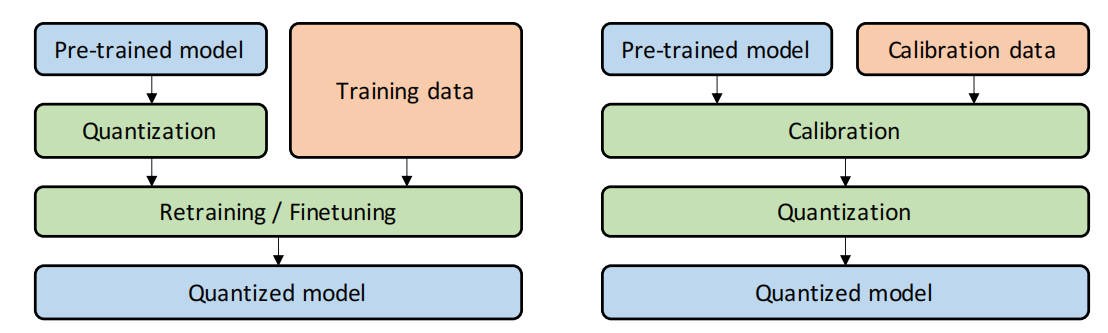 Pre-trained model
Training data
Quantization
Retraining / Finetuning
Quantized model
Pre-trained model
Calibration data
Calibration
Quantization
Quantized model